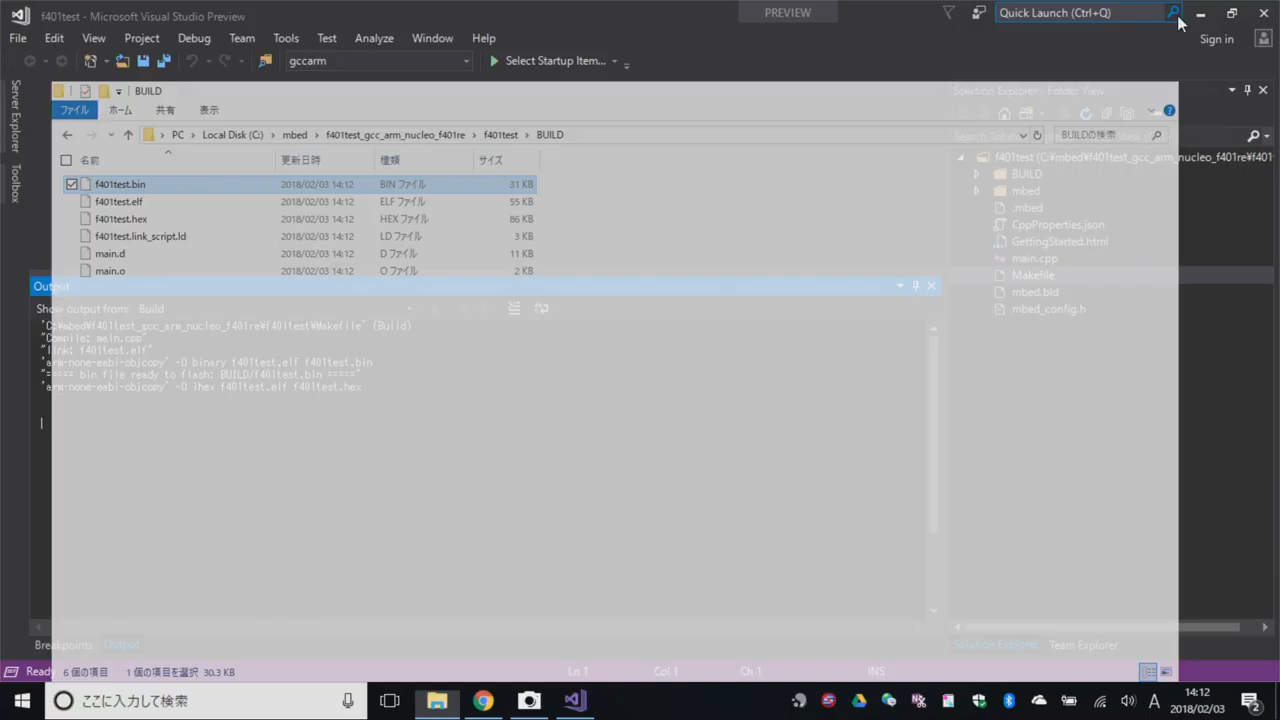 f401test - Microsoft Visual Studio Preview
PREVIEW
Quick Launch (Ctrl+Q)
File Edit View Project Debug Team Tools Test Analyze Window Help
Sign in
gccarm
Select Startup Item...
Server Explorer
Toolbox
BUILD
ファイル ホーム 共有 表示
PC > Local Disk (C:) > mbed > f401test_gcc_arm_nucleo_f401re > f401test > BUILD
BUILDの検索
名前 更新日時 種類 サイズ
f401test.bin 2018/02/03 14:12 BIN ファイル 31 KB
f401test.elf 2018/02/03 14:12 ELF ファイル 55 KB
f401test.hex 2018/02/03 14:12 HEX ファイル 86 KB
f401test.link_script.ld 2018/02/03 14:12 LD ファイル 3 KB
main.d 2018/02/03 14:12 D ファイル 11 KB
main.o 2018/02/03 14:12 O ファイル 2 KB
Solution Explorer - Folder View
f401test (C:¥mbed¥f401test_gcc_arm_nucleo_f401re¥f401
BUILD
mbed
.mbed
CppProperties.json
GettingStarted.html
main.cpp
Makefile
mbed.bld
mbed_config.h
Output
Show output from: Build
'C:¥mbed¥f401test_gcc_arm_nucleo_f401re¥f401test¥Makefile' (Build)
"Compile: main.cpp"
"link: f401test.elf"
'arm-none-eabi-objcopy' -O binary f401test.elf f401test.bin
"===== bin file ready to flash: BUILD/f401test.bin ====="
'arm-none-eabi-objcopy' -O ihex f401test.elf f401test.hex
Breakpoints Output
Solution Explorer Team Explorer
Ready
6 個の項目 1 個の項目を選択 30.3 KB
Ln 1 Col 1 Ch 1 INS
ここに入力して検索
A
14:12
2018/02/03
2